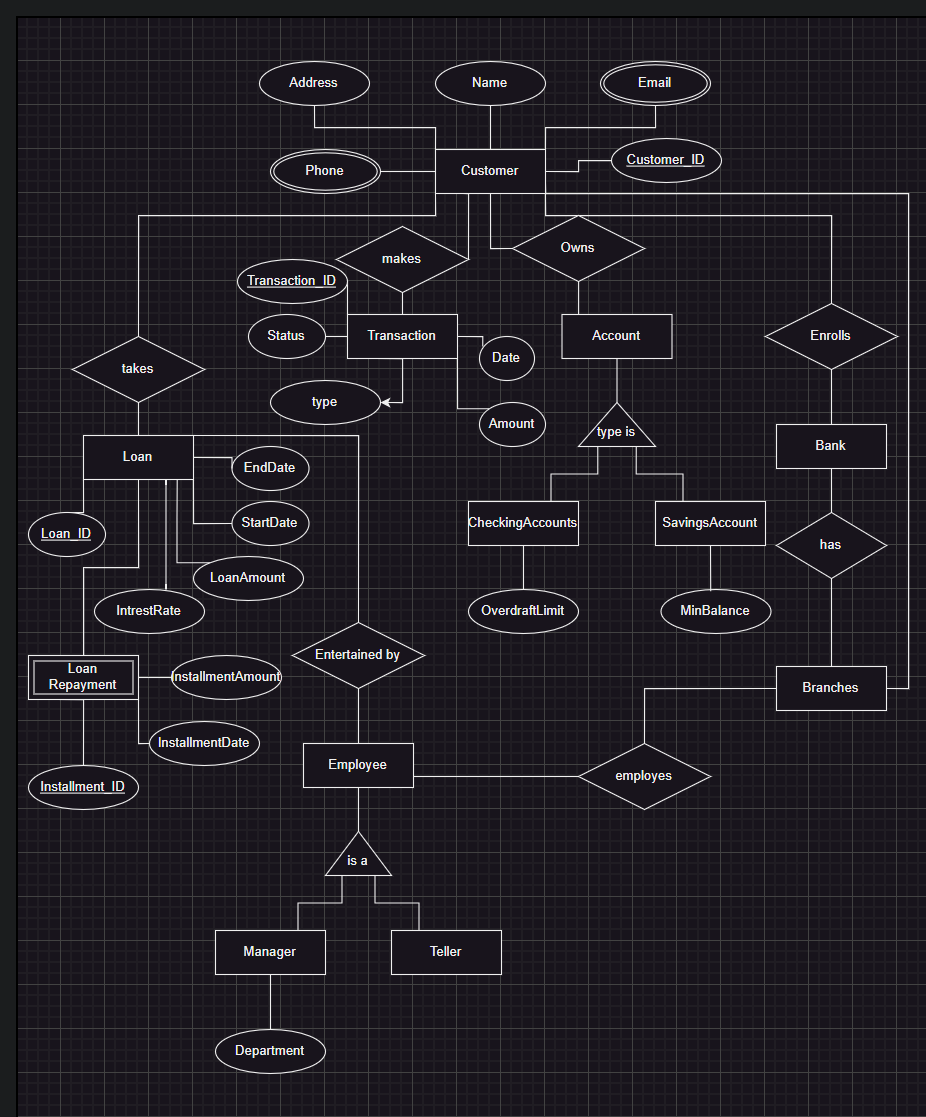 Address
Name
Email
Phone
Customer
Customer_ID
makes
Owns
Transaction_ID
Status
Transaction
Date
Account
Enrolls
takes
type
Amount
type is
Loan
EndDate
Bank
Loan_ID
StartDate
CheckingAccounts
SavingsAccount
has
LoanAmount
IntrestRate
OverdraftLimit
MinBalance
Loan
Repayment
InstallmentAmount
Entertained by
Branches
InstallmentDate
Employee
employes
Installment_ID
is a
Manager
Teller
Department